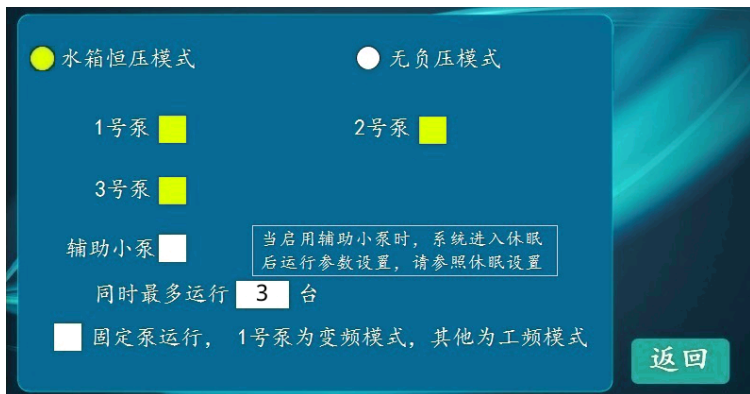 水箱恒压模式 无负压模式
1号泵 2号泵
3号泵
辅助小泵
当启用辅助小泵时，系统进入休眠
后运行参数设置，请参照休眠设置
同时最多运行 3 台
固定泵运行， 1号泵为变频模式，其他为工频模式
返回